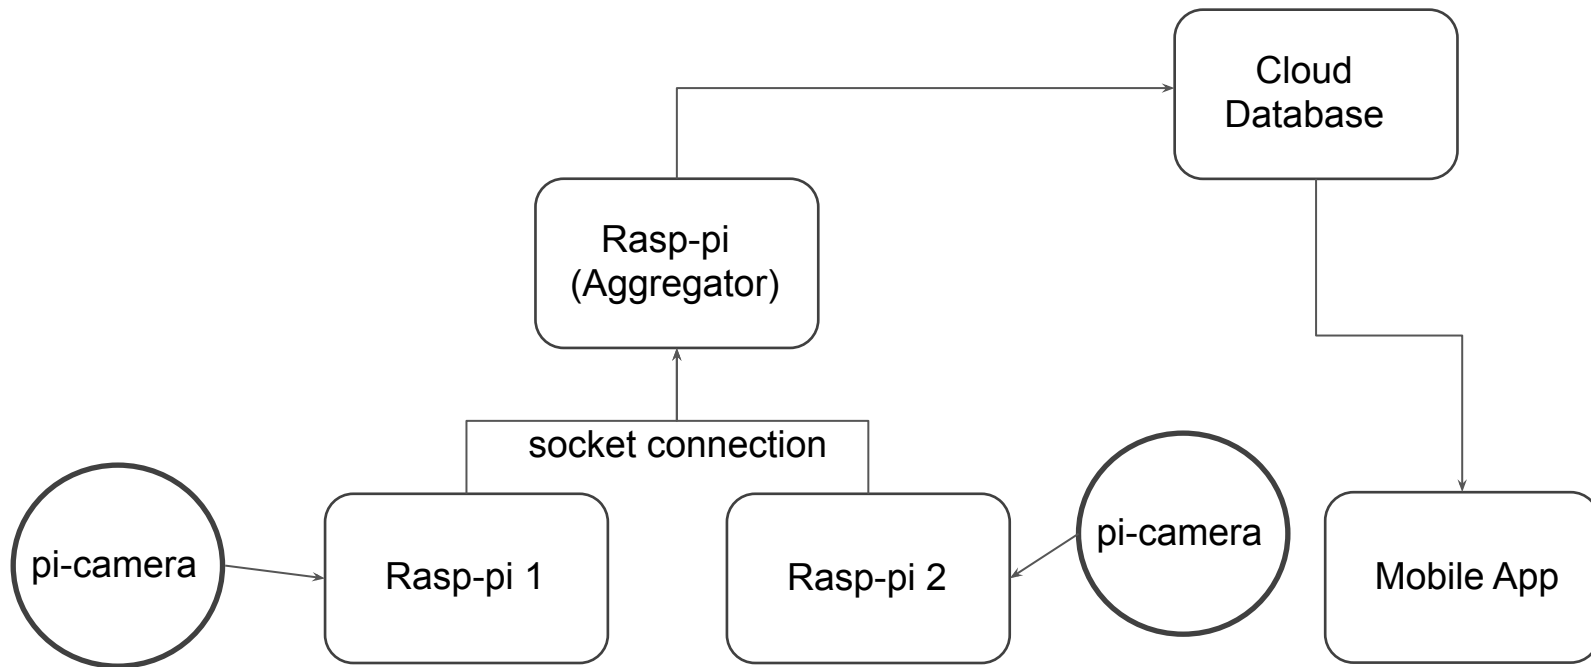 Cloud
Database
Rasp-pi
(Aggregator)
socket connection
pi-camera
Rasp-pi 1
Rasp-pi 2
pi-camera
Mobile App